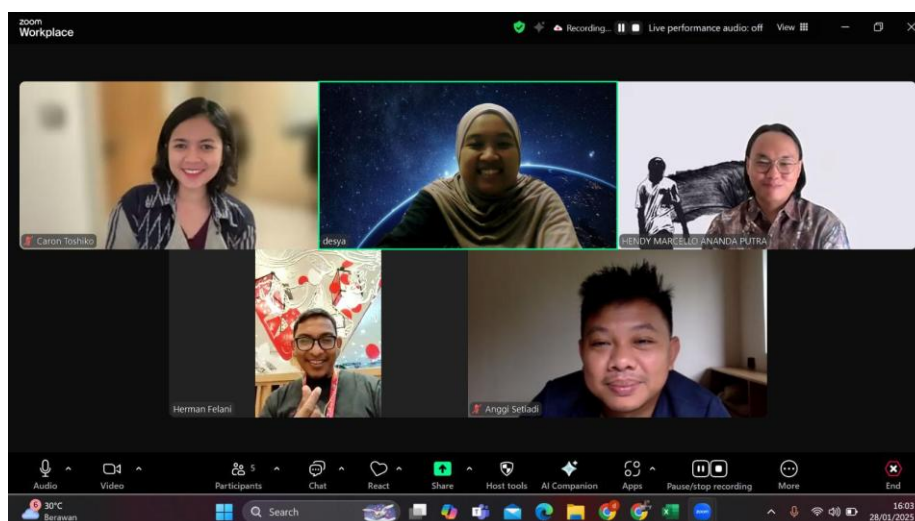 zoom
Workplace
Recording...
Live performance audio: off
View
Caron Toshiko
desya
HENDY MARCELLO ANANDA PUTRA
Herman Felani
Anggi Setiadi
5
Audio
Video
Participants
Chat
React
Share
Host tools
AI Companion
Apps
Pause/stop recording
More
End
6
30°C
Berawan
Search
16:03
28/01/2025